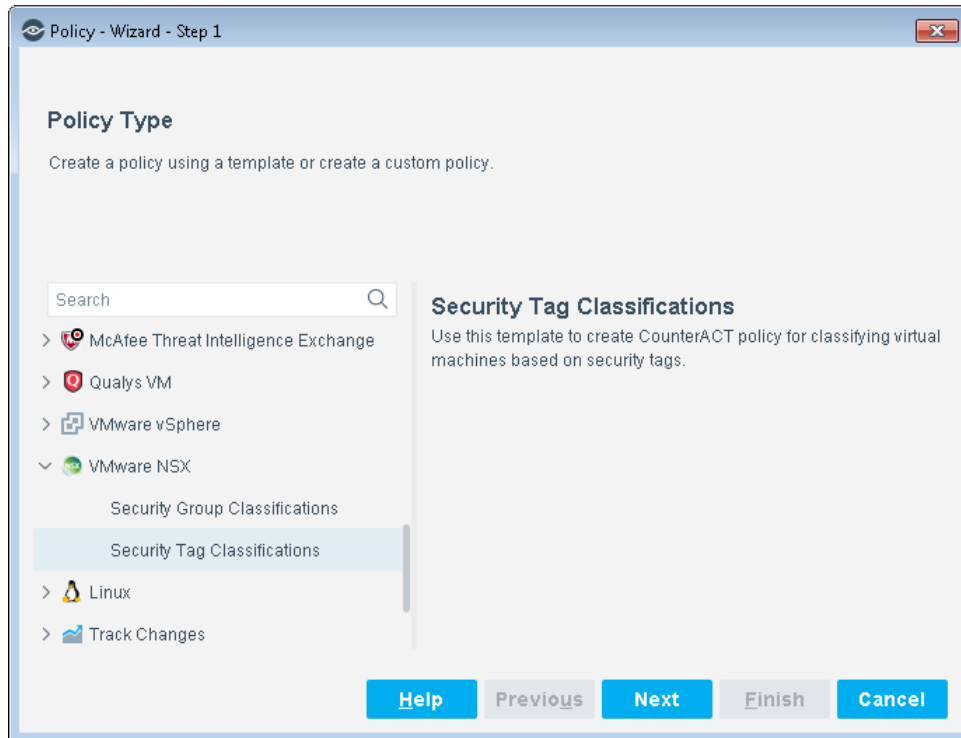 Policy - Wizard - Step 1
Policy Type
Create a policy using a template or create a custom policy.
Search
McAfee Threat Intelligence Exchange
Qualys VM
VMware vSphere
VMware NSX
Security Group Classifications
Security Tag Classifications
Linux
Track Changes
Security Tag Classifications
Use this template to create CounterACT policy for classifying virtual
machines based on security tags.
Help Previous Next Finish Cancel